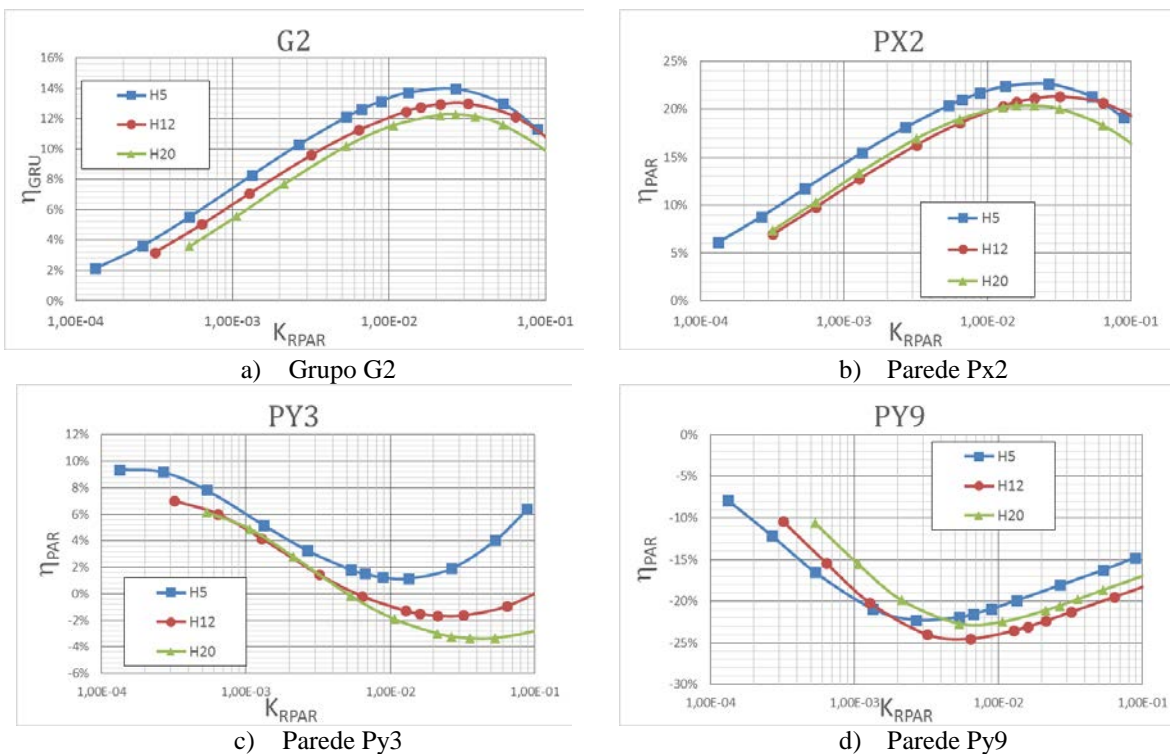 G2
16%
14%
12%
10%
8%
6%
4%
2%
0%
ηGRU
H5
H12
H20
1,00E-04 1,00E-03 1,00E-02 1,00E-01
KRPAR
a) Grupo G2
PX2
25%
20%
15%
10%
5%
0%
ηPAR
H5
H12
H20
1,00E-04 1,00E-03 1,00E-02 1,00E-01
KRPAR
b) Parede Px2
PY3
12%
10%
8%
6%
4%
2%
0%
-2%
-4%
-6%
ηPAR
H5
H12
H20
1,00E-04 1,00E-03 1,00E-02 1,00E-01
KRPAR
c) Parede Py3
PY9
0%
-5%
-10%
-15%
-20%
-25%
-30%
ηPAR
H5
H12
H20
1,00E-04 1,00E-03 1,00E-02 1,00E-01
KRPAR
d) Parede Py9